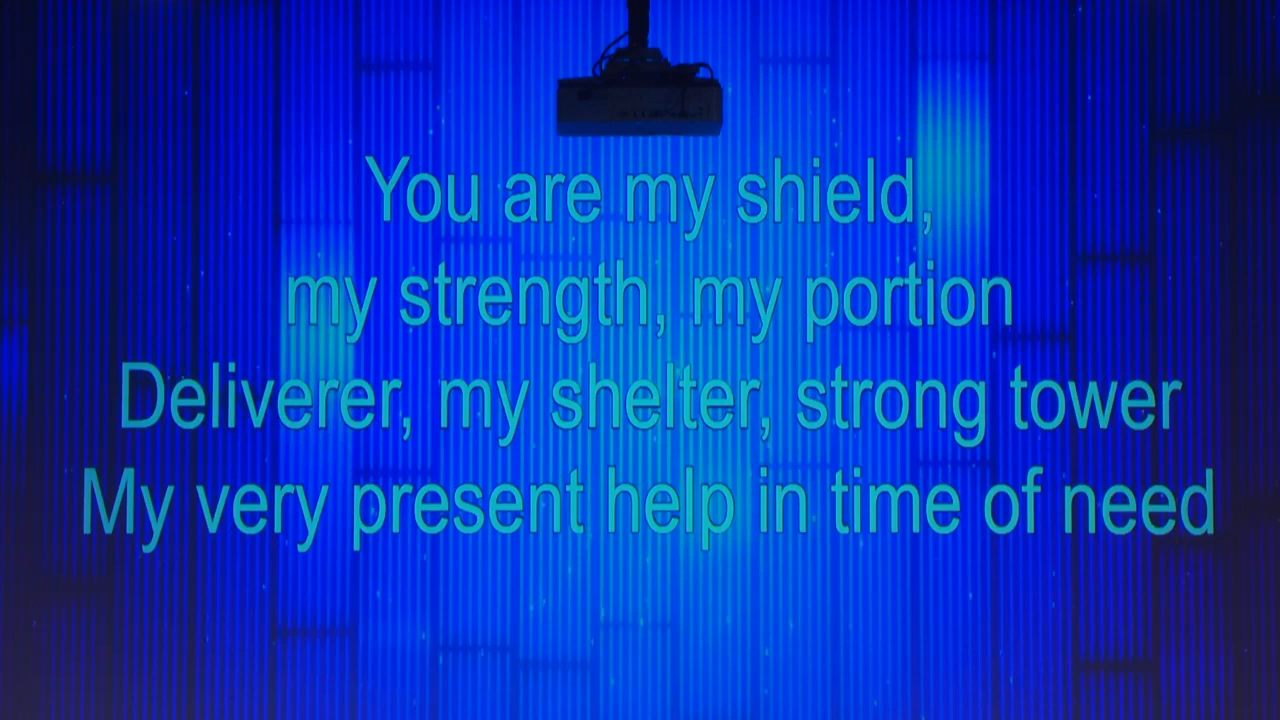 You are my shield,
my strength, my portion
Deliverer, my shelter, strong tower
My very present help in time of need